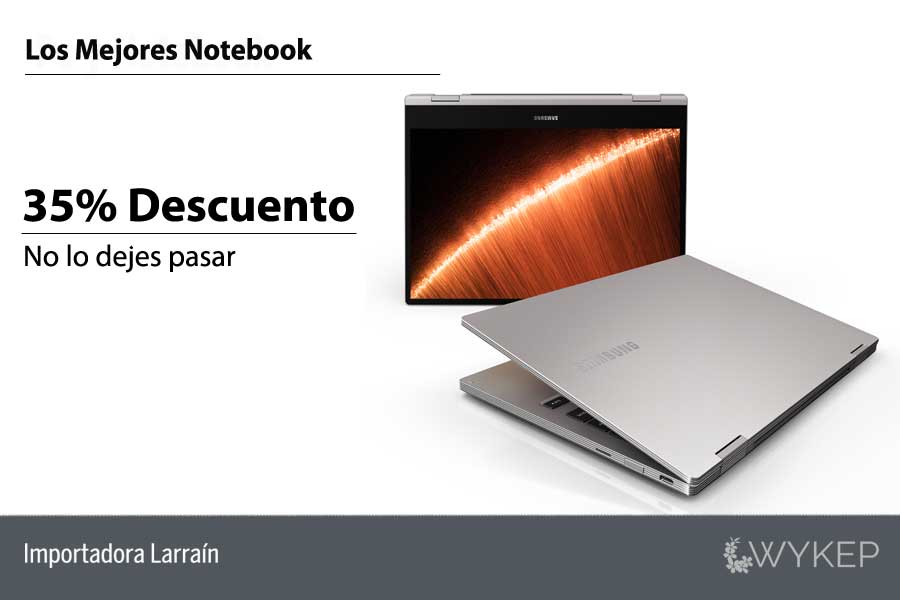 Los Mejores Notebook
SAMSUNG
35% Descuento
No lo dejes pasar
SAMSUNG
Importadora Larraín
WYKEP